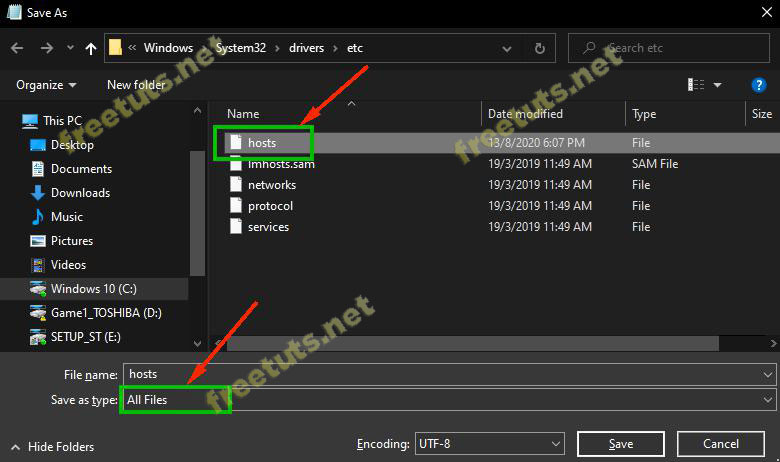 Save As
Windows > System32 > drivers > etc
Search etc
Organize New folder
Name Date modified Type Size
hosts 13/8/2020 6:07 PM File
lmhosts.sam 19/3/2019 11:49 AM SAM File
networks 19/3/2019 11:49 AM File
protocol 19/3/2019 11:49 AM File
services 19/3/2019 11:49 AM File
This PC
Desktop
Documents
Downloads
Music
Pictures
Videos
Windows 10 (C:)
Game1_TOSHIBA (D:)
SETUP_ST (E:)
File name: hosts
Save as type: All Files
Hide Folders
Encoding: UTF-8
Save
Cancel
freetuts.net
freetuts.net
freetuts.net
freetuts.net